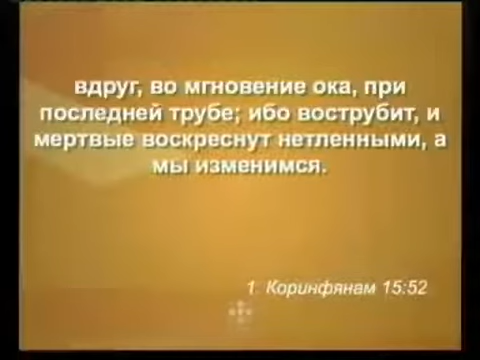 вдруг, во мгновение ока, при
последней трубе; ибо вострубит, и
мертвые воскреснут нетленными, а
мы изменимся.
1. Коринфянам 15:52